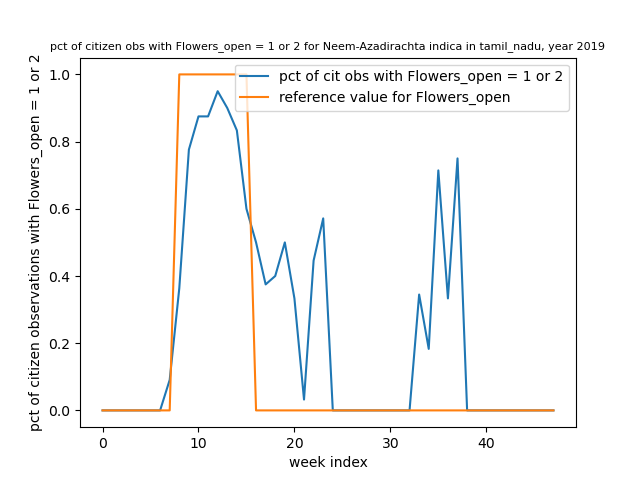 pct of citizen obs with Flowers_open = 1 or 2 for Neem-Azadirachta indica in tamil_nadu, year 2019
pct of citizen observations with Flowers_open = 1 or 2
1.0
0.8
0.6
0.4
0.2
0.0
pct of cit obs with Flowers_open = 1 or 2
reference value for Flowers_open
0 10 20 30 40
week index